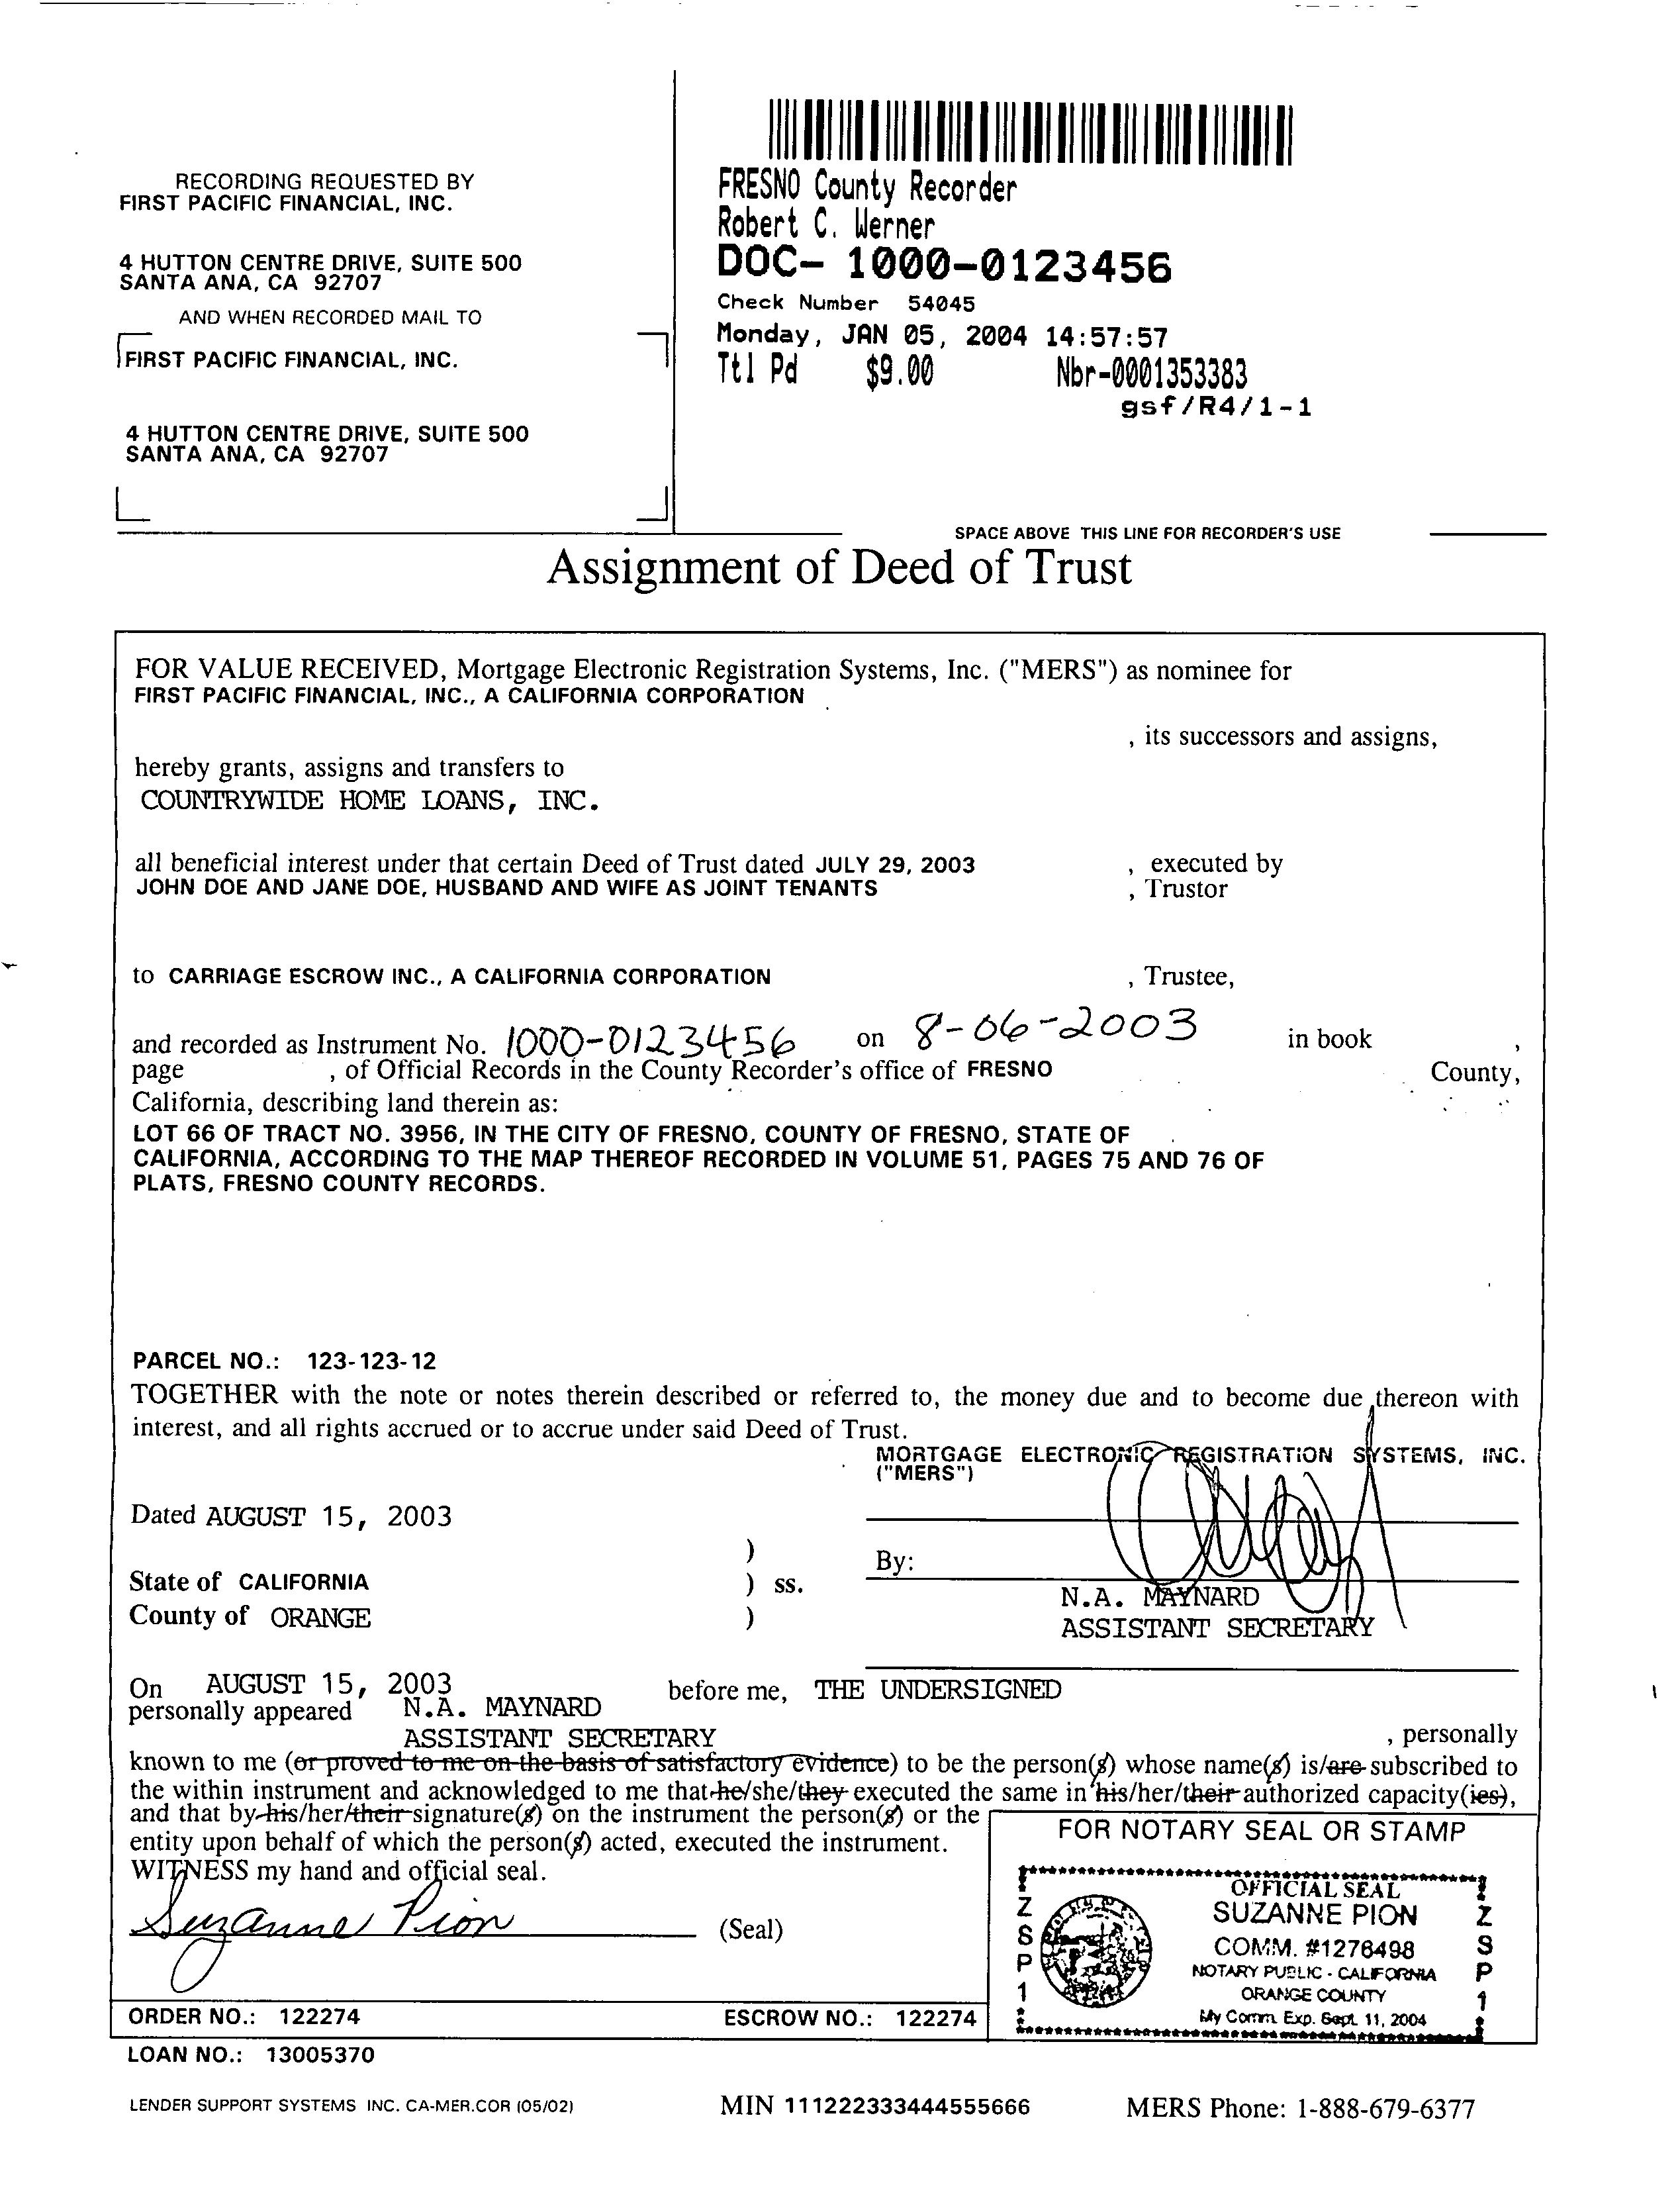 RECORDING REQUESTED BY
FIRST PACIFIC FINANCIAL, INC.
4 HUTTON CENTRE DRIVE, SUITE 500
SANTA ANA, CA 92707
AND WHEN RECORDED MAIL TO
FIRST PACIFIC FINANCIAL, INC.
4 HUTTON CENTRE DRIVE, SUITE 500
SANTA ANA, CA 92707
FRESNO County Recorder
Robert C. Werner
DOC- 1000-0123456
Check Number 54045
Monday, JAN 05, 2004 14:57:57
Ttl Pd $9.00 Nbr-0001353383
gsf/R4/1-1
SPACE ABOVE THIS LINE FOR RECORDER'S USE
Assignment of Deed of Trust
FOR VALUE RECEIVED, Mortgage Electronic Registration Systems, Inc. ("MERS") as nominee for
FIRST PACIFIC FINANCIAL, INC., A CALIFORNIA CORPORATION
, its successors and assigns,
hereby grants, assigns and transfers to
COUNTRYWIDE HOME LOANS, INC.
all beneficial interest under that certain Deed of Trust dated JULY 29, 2003 , executed by
JOHN DOE AND JANE DOE, HUSBAND AND WIFE AS JOINT TENANTS , Trustor
to CARRIAGE ESCROW INC., A CALIFORNIA CORPORATION , Trustee,
and recorded as Instrument No. 1000-0123456 on 8-06-2003 in book ,
page , of Official Records in the County Recorder's office of FRESNO County,
California, describing land therein as:
LOT 66 OF TRACT NO. 3956, IN THE CITY OF FRESNO, COUNTY OF FRESNO, STATE OF
CALIFORNIA, ACCORDING TO THE MAP THEREOF RECORDED IN VOLUME 51, PAGES 75 AND 76 OF
PLATS, FRESNO COUNTY RECORDS.
PARCEL NO.: 123-123-12
TOGETHER with the note or notes therein described or referred to, the money due and to become due thereon with
interest, and all rights accrued or to accrue under said Deed of Trust.
MORTGAGE ELECTRONIC REGISTRATION SYSTEMS, INC.
("MERS")
Dated AUGUST 15, 2003
)
By:
State of CALIFORNIA ) ss.
N.A. MAYNARD
County of ORANGE )
ASSISTANT SECRETARY
On AUGUST 15, 2003 before me, THE UNDERSIGNED
personally appeared N.A. MAYNARD
ASSISTANT SECRETARY , personally
known to me (or proved to me on the basis of satisfactory evidence) to be the person(s) whose name(s) is/are subscribed to
the within instrument and acknowledged to me that he/she/they executed the same in his/her/their authorized capacity(ies),
and that by his/her/their signature(s) on the instrument the person(s) or the
entity upon behalf of which the person(s) acted, executed the instrument.
WITNESS my hand and official seal.
Suzanne Pion (Seal)
FOR NOTARY SEAL OR STAMP
OFFICIAL SEAL
SUZANNE PION
COMM. #1276498
NOTARY PUBLIC - CALIFORNIA
ORANGE COUNTY
My Comm. Exp. Sept. 11, 2004
ZSP1
ZSP1
ORDER NO.: 122274 ESCROW NO.: 122274
LOAN NO.: 13005370
LENDER SUPPORT SYSTEMS INC. CA-MER.COR (05/02) MIN 111222333444555666 MERS Phone: 1-888-679-6377